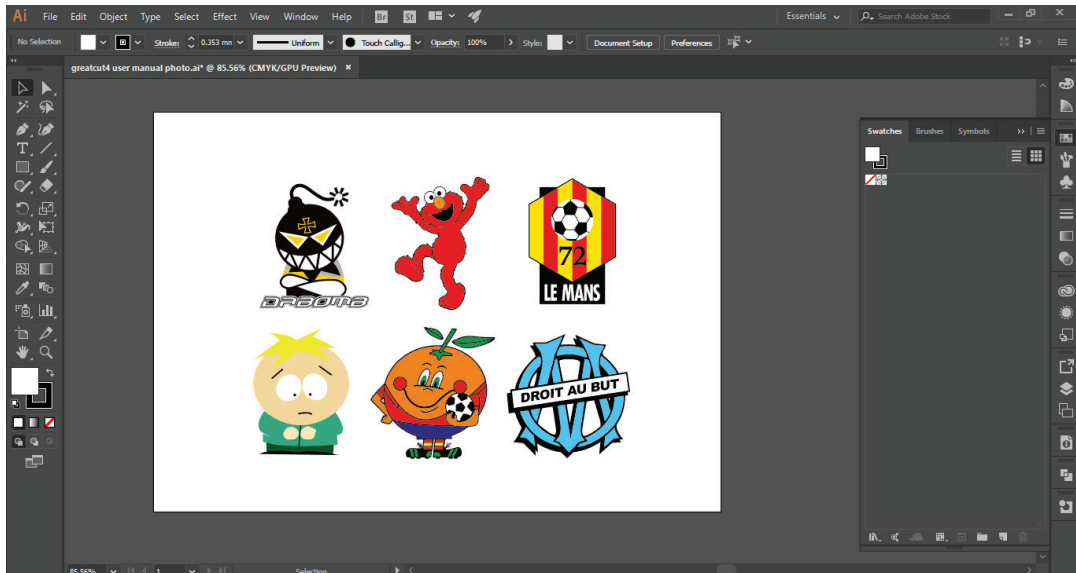 Ai File Edit Object Type Select Effect View Window Help Br St Essentials Search Adobe Stock
No Selection Stroke: 0.353 mn Uniform Touch Callig... Opacity: 100% Style: Document Setup Preferences
greatcut4 user manual photo.ai* @ 85.56% (CMYK/GPU Preview) ×
Swatches Brushes Symbols
72
LE MANS
DRBOMB
DROIT AU BUT
85.56% 1 Selection